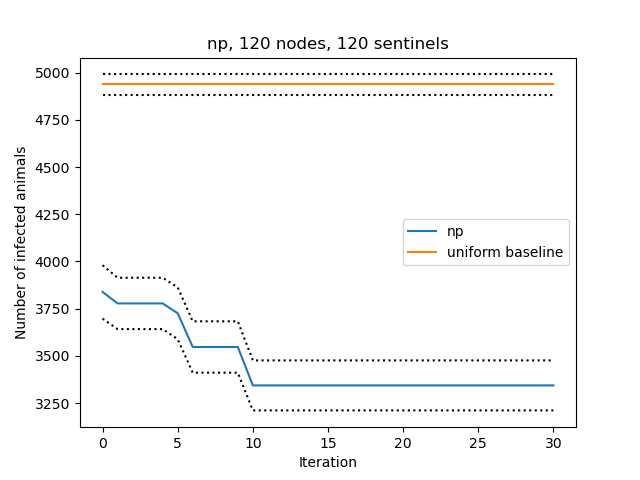 np, 120 nodes, 120 sentinels
Number of infected animals
5000
4750
4500
4250
4000
3750
3500
3250
np
uniform baseline
0 5 10 15 20 25 30
Iteration